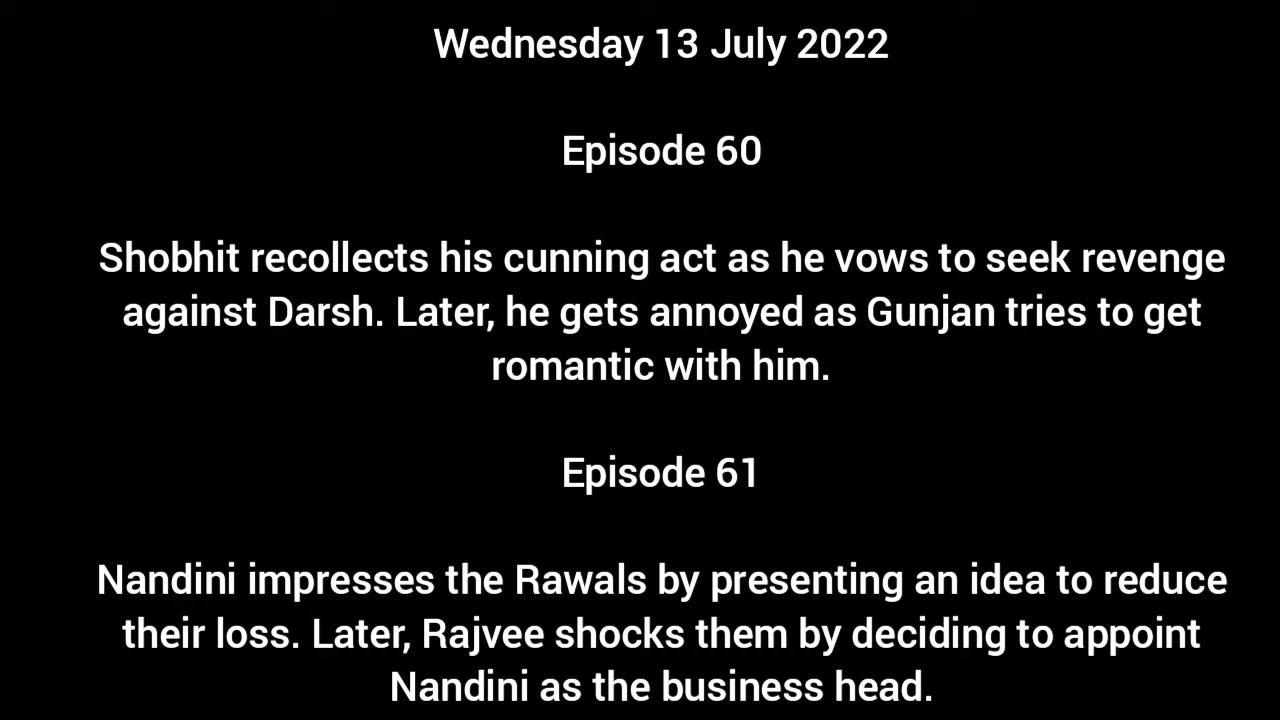 Wednesday 13 July 2022
Episode 60
Shobhit recollects his cunning act as he vows to seek revenge
against Darsh. Later, he gets annoyed as Gunjan tries to get
romantic with him.
Episode 61
Nandini impresses the Rawals by presenting an idea to reduce
their loss. Later, Rajvee shocks them by deciding to appoint
Nandini as the business head.